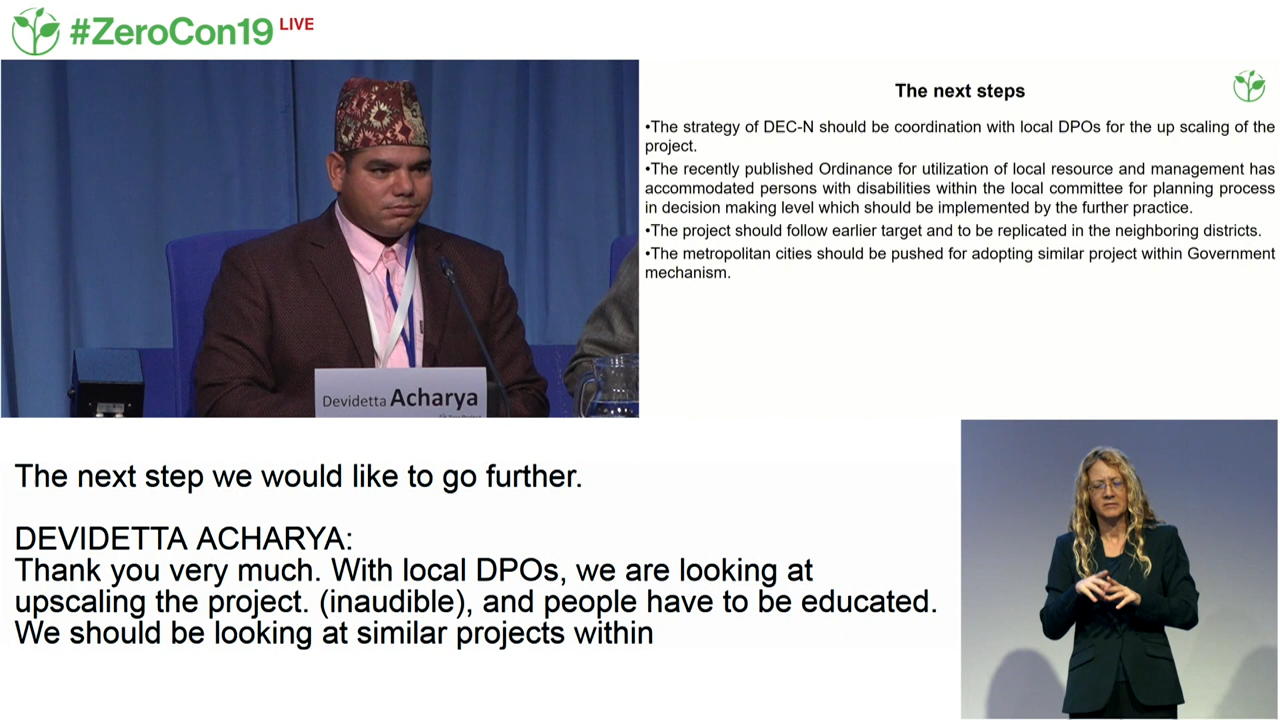 #ZeroCon19 LIVE
The next steps
•The strategy of DEC-N should be coordination with local DPOs for the up scaling of the
project.
•The recently published Ordinance for utilization of local resource and management has
accommodated persons with disabilities within the local committee for planning process
in decision making level which should be implemented by the further practice.
•The project should follow earlier target and to be replicated in the neighboring districts.
•The metropolitan cities should be pushed for adopting similar project within Government
mechanism.
Devidetta Acharya
The next step we would like to go further.
DEVIDETTA ACHARYA:
Thank you very much. With local DPOs, we are looking at
upscaling the project. (inaudible), and people have to be educated.
We should be looking at similar projects within